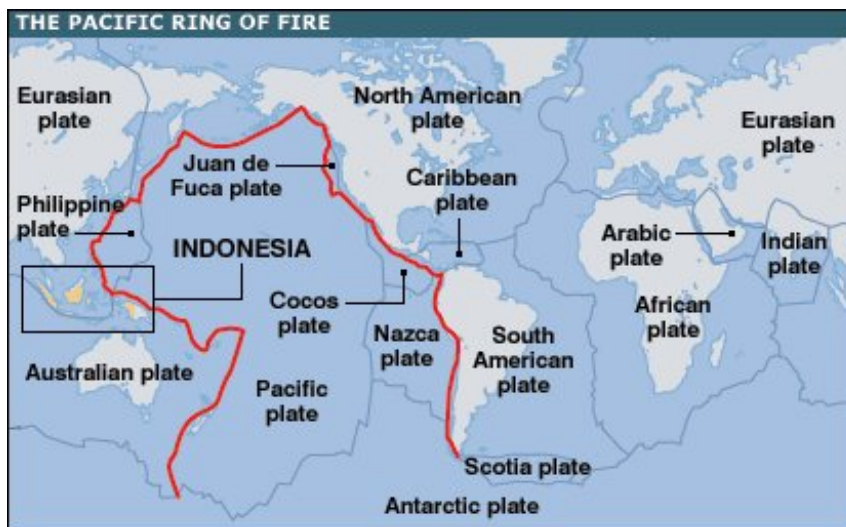 THE PACIFIC RING OF FIRE
Eurasian
plate
North American
plate
Eurasian
plate
Juan de
Fuca plate
Caribbean
plate
Philippine
plate
INDONESIA
Arabic
plate
Indian
plate
Cocos
plate
African
plate
Nazca
plate
South
American
plate
Australian plate
Pacific
plate
Scotia plate
Antarctic plate